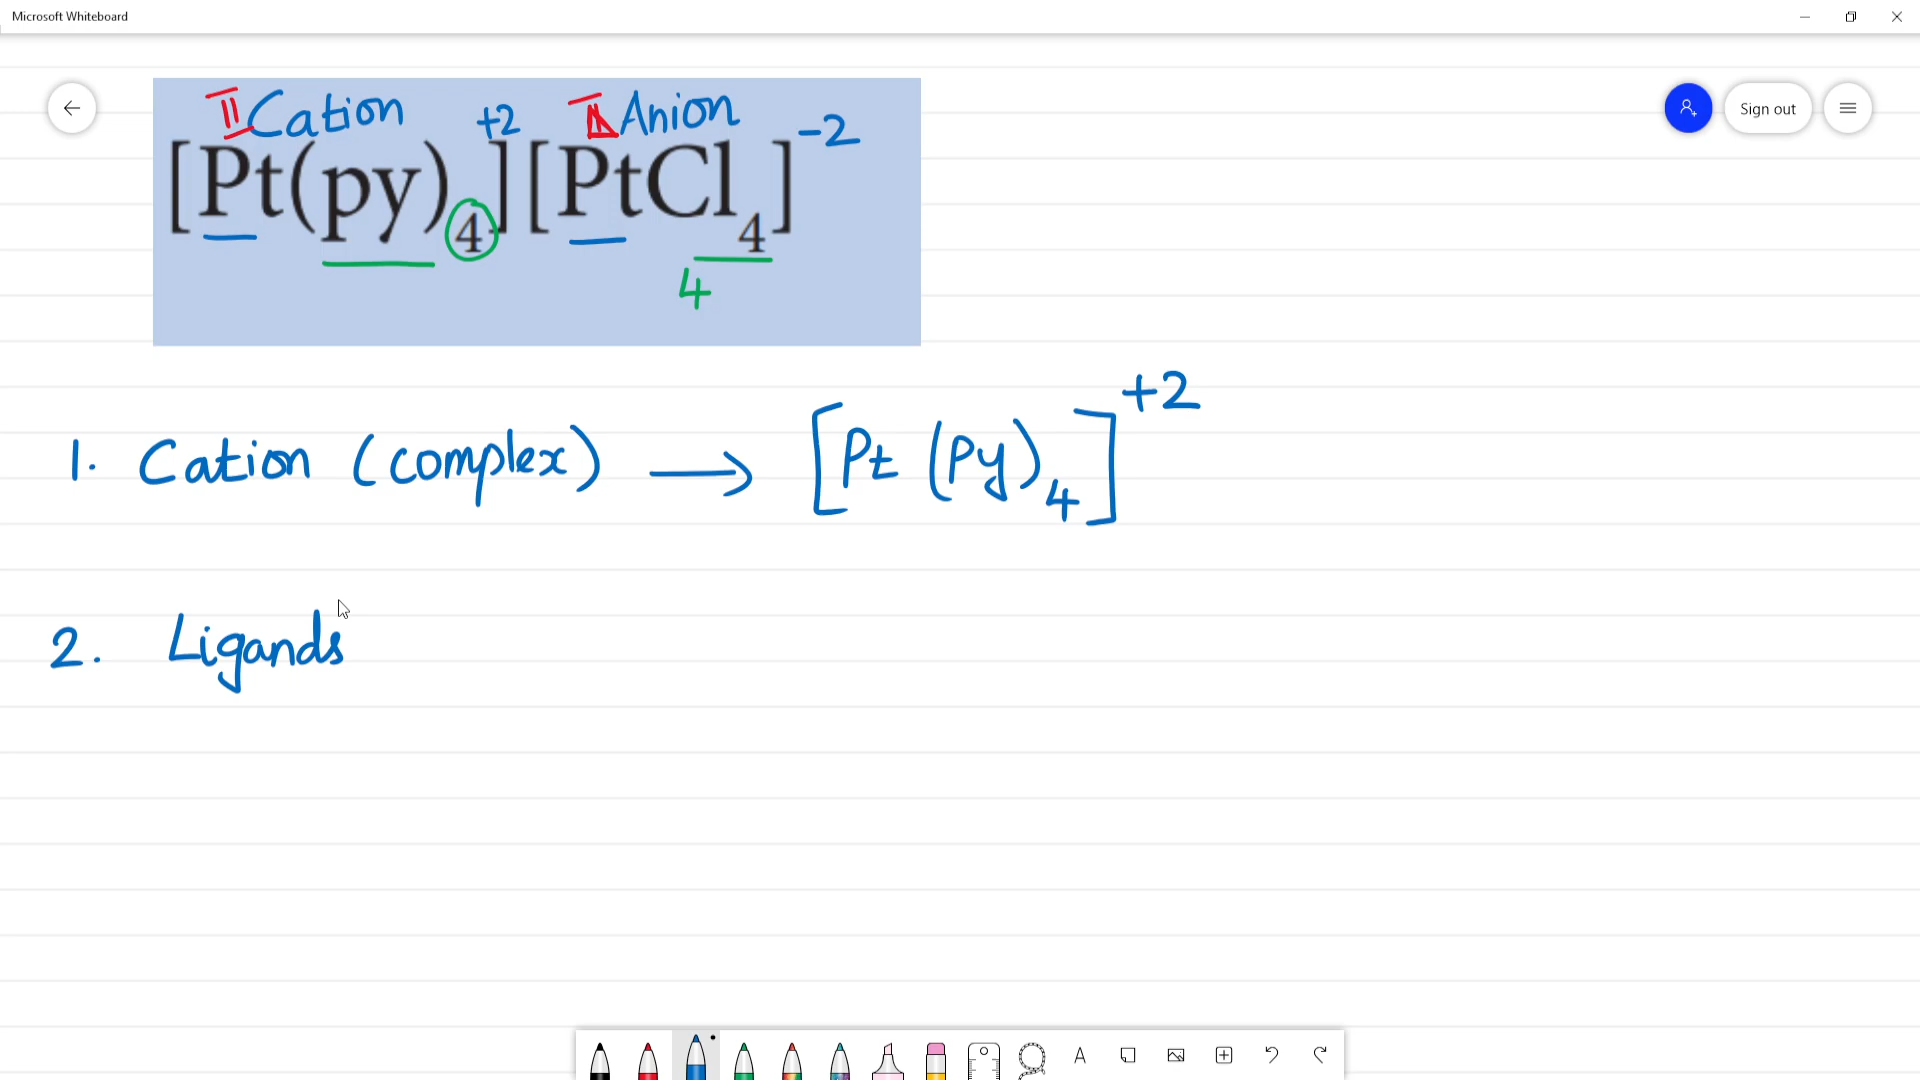 Microsoft Whiteboard
Sign out
II Cation +2 II Anion -2
[Pt(py)4][PtCl4]
4
1. Cation (complex) ⟶ [Pt (Py)4]+2
2. Ligands
A